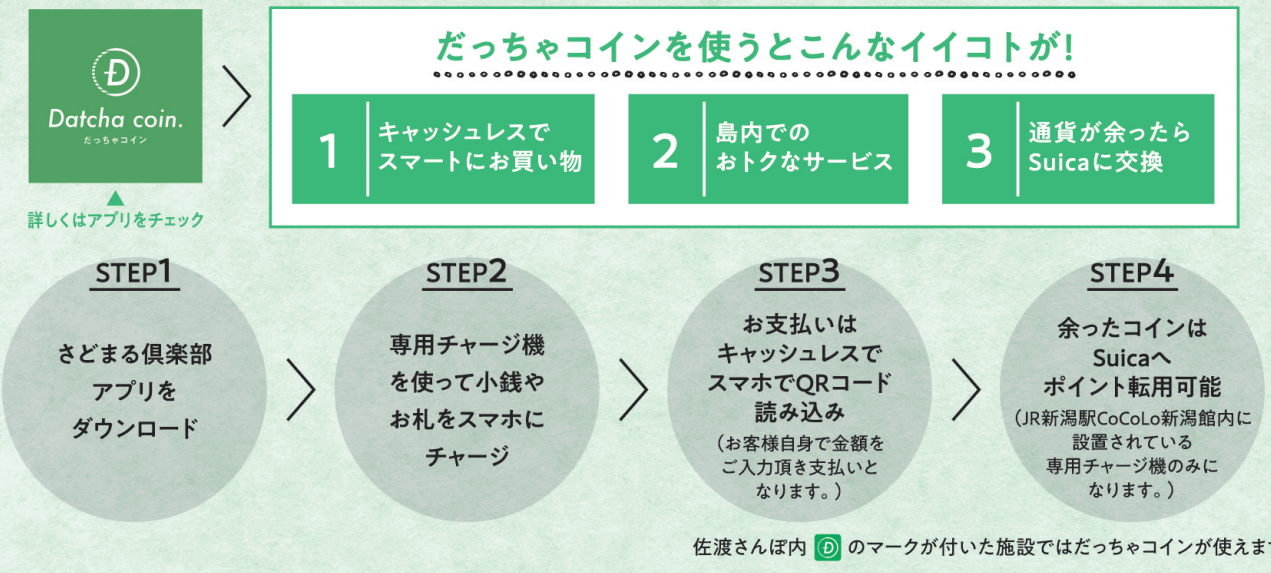 Datcha coin.
だっちゃコイン
詳しくはアプリをチェック
だっちゃコインを使うとこんなイイコトが!
1
キャッシュレスで
スマートにお買い物
2
島内での
おトクなサービス
3
通貨が余ったら
Suicaに交換
STEP1
さどまる倶楽部
アプリを
ダウンロード
STEP2
専用チャージ機
を使って小銭や
お札をスマホに
チャージ
STEP3
お支払いは
キャッシュレスで
スマホでQRコード
読み込み
(お客様自身で金額を
ご入力頂き支払いと
なります。)
STEP4
余ったコインは
Suicaへ
ポイント転用可能
(JR新潟駅CoCoLo新潟館内に
設置されている
専用チャージ機のみに
なります。)
佐渡さんぽ内 のマークが付いた施設ではだっちゃコインが使えます